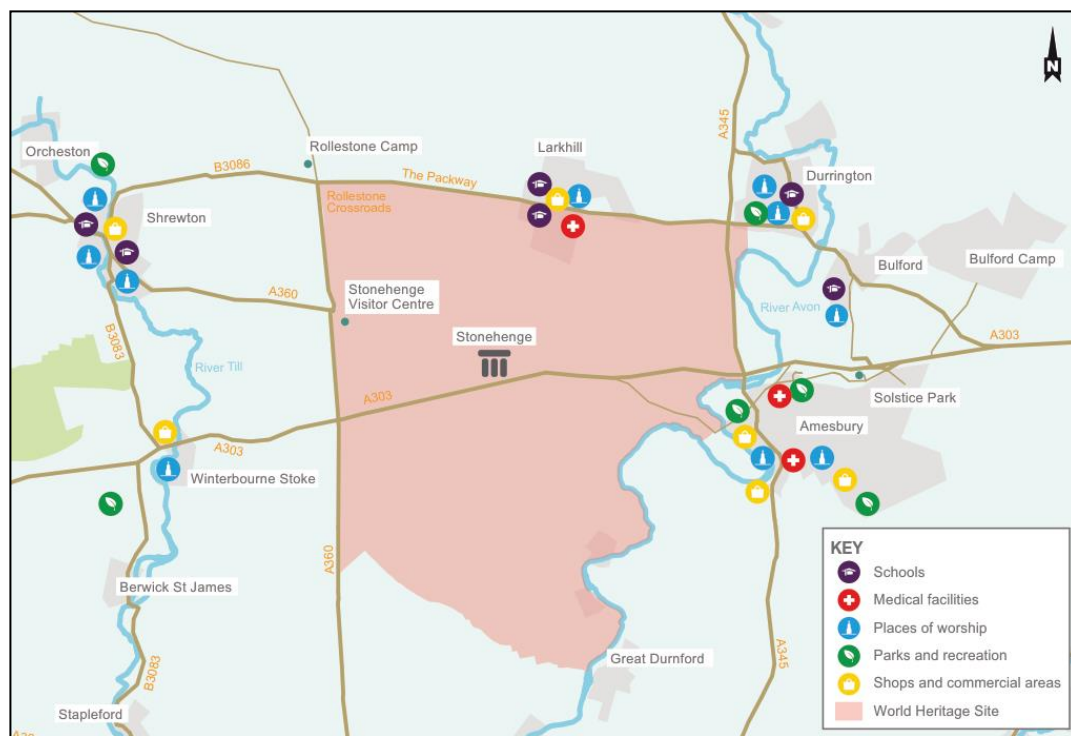 N
A345
Orcheston
Rollestone Camp
Larkhill
B3086
Durrington
The Packway
Rollestone
Crossroads
Shrewton
Bulford
Bulford Camp
A360
Stonehenge
Visitor Centre
River Avon
B3083
Stonehenge
A303
River Till
A303
Solstice Park
Amesbury
A303
Winterbourne Stoke
A360
Berwick St James
B3083
Great Durnford
A345
Stapleford
KEY
Schools
Medical facilities
Places of worship
Parks and recreation
Shops and commercial areas
World Heritage Site